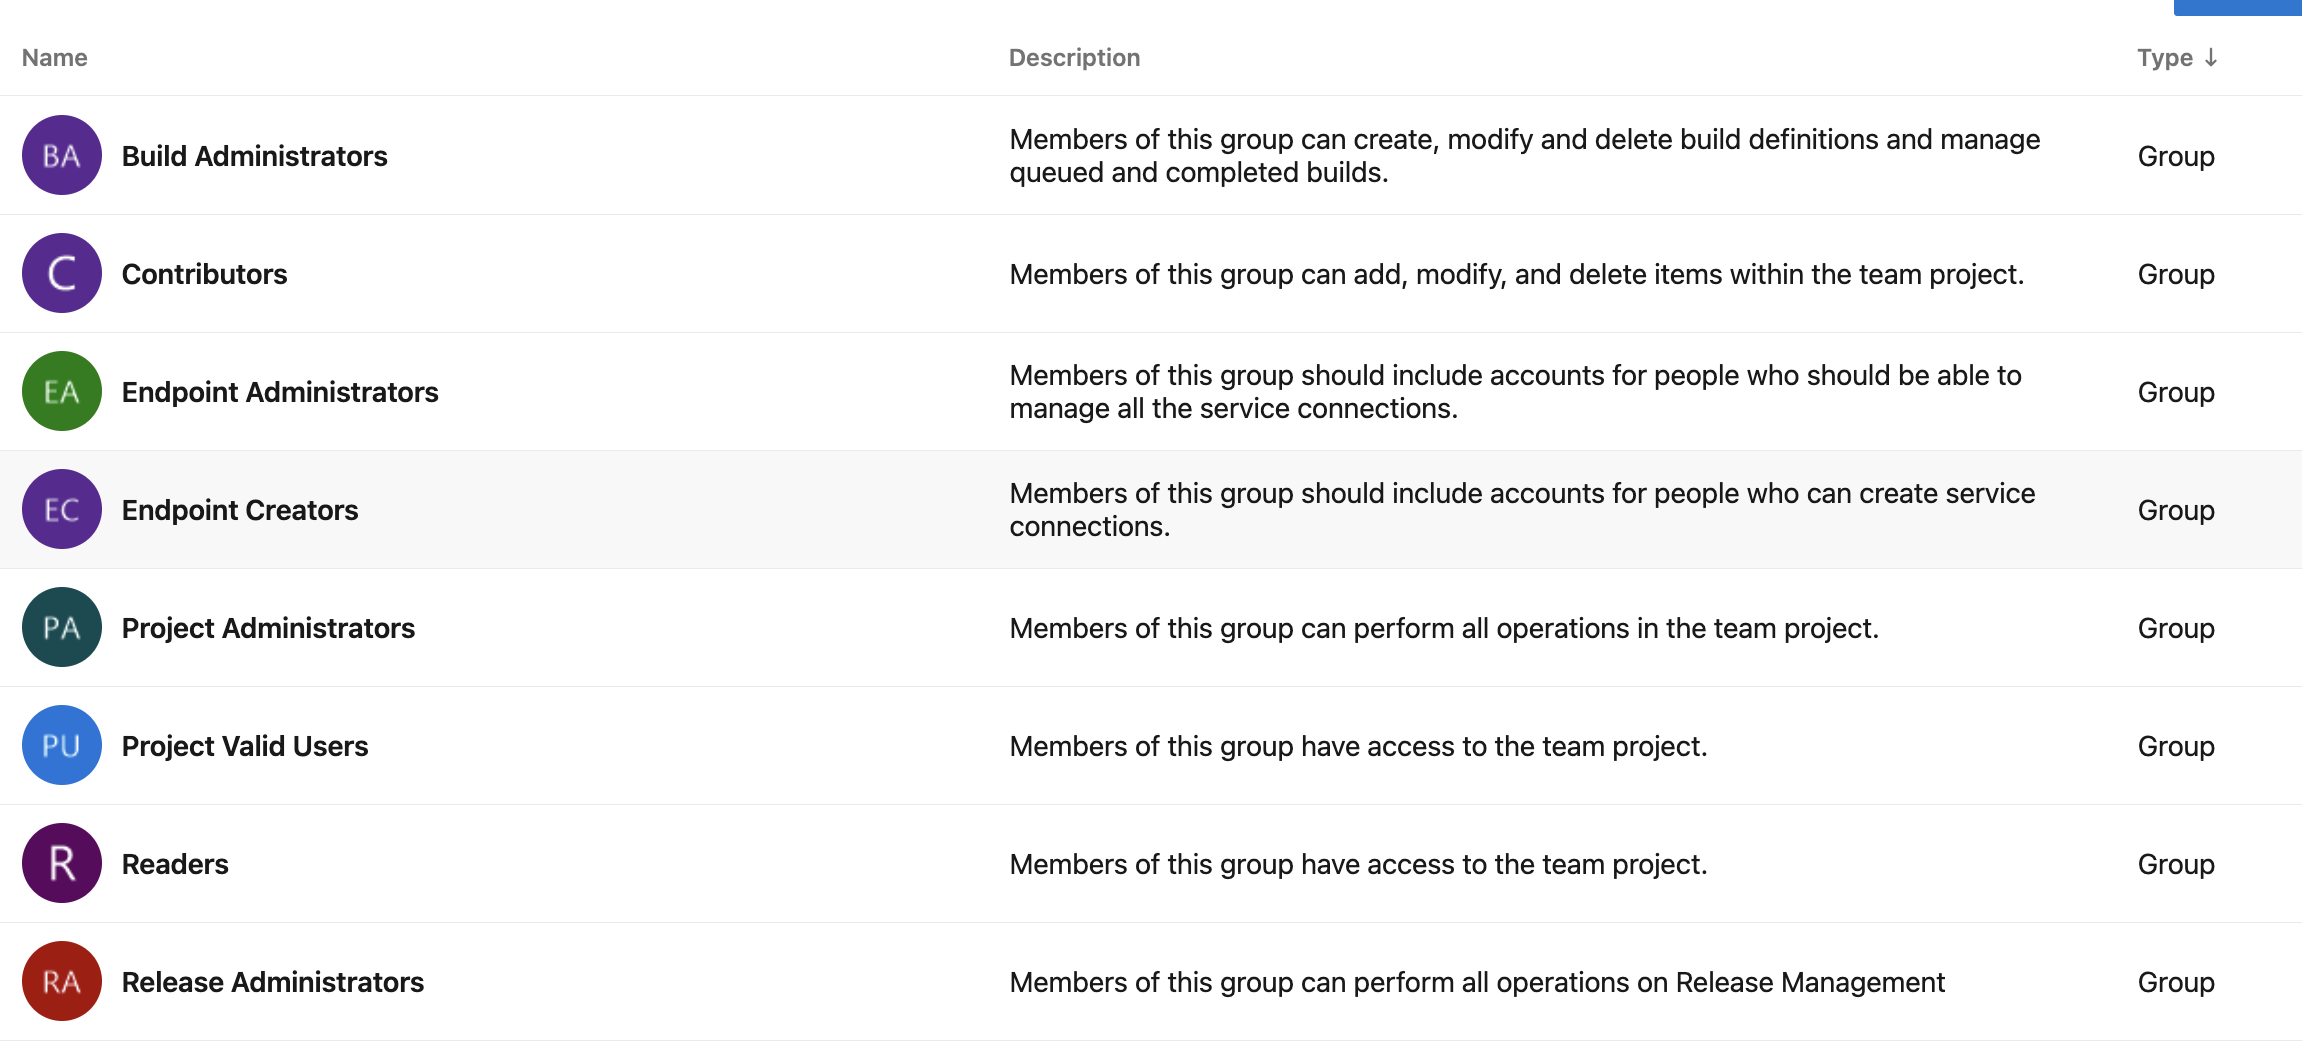 Name Description Type ↓
BA Build Administrators Members of this group can create, modify and delete build definitions and manage Group
queued and completed builds.
C Contributors Members of this group can add, modify, and delete items within the team project. Group
EA Endpoint Administrators Members of this group should include accounts for people who should be able to Group
manage all the service connections.
EC Endpoint Creators Members of this group should include accounts for people who can create service Group
connections.
PA Project Administrators Members of this group can perform all operations in the team project. Group
PU Project Valid Users Members of this group have access to the team project. Group
R Readers Members of this group have access to the team project. Group
RA Release Administrators Members of this group can perform all operations on Release Management Group